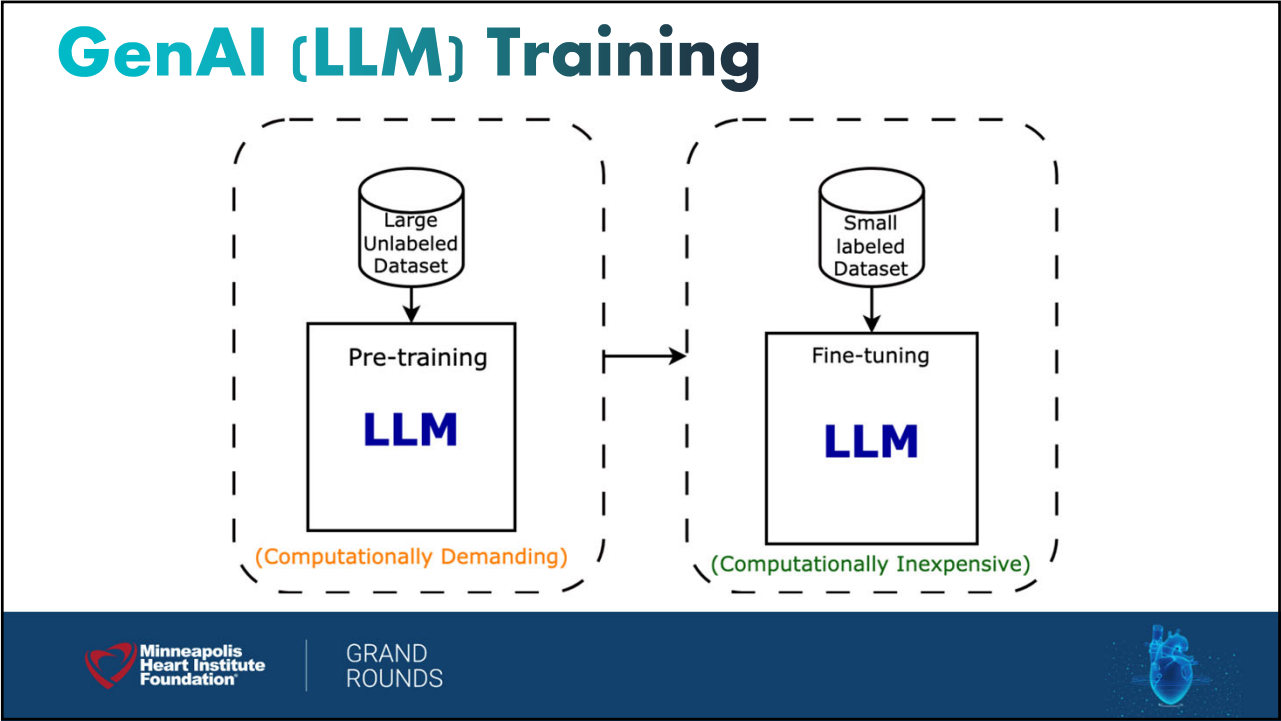 GenAI (LLM) Training
Large
Unlabeled
Dataset
Pre-training
LLM
(Computationally Demanding)
Small
labeled
Dataset
Fine-tuning
LLM
(Computationally Inexpensive)
Minneapolis
Heart Institute
Foundation®
GRAND
ROUNDS